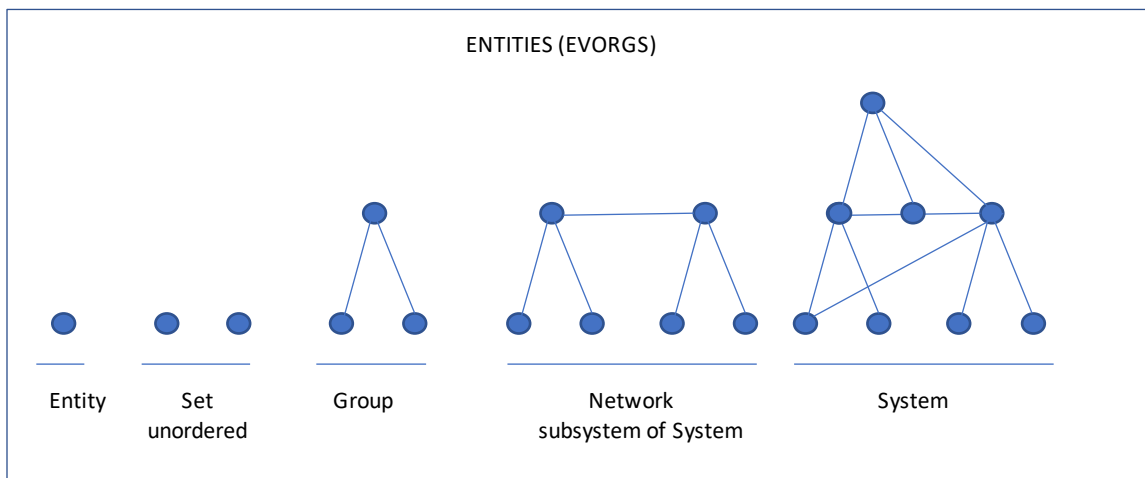 ENTITIES (EVORGS)
Entity
Set
unordered
Group
Network
subsystem of System
System